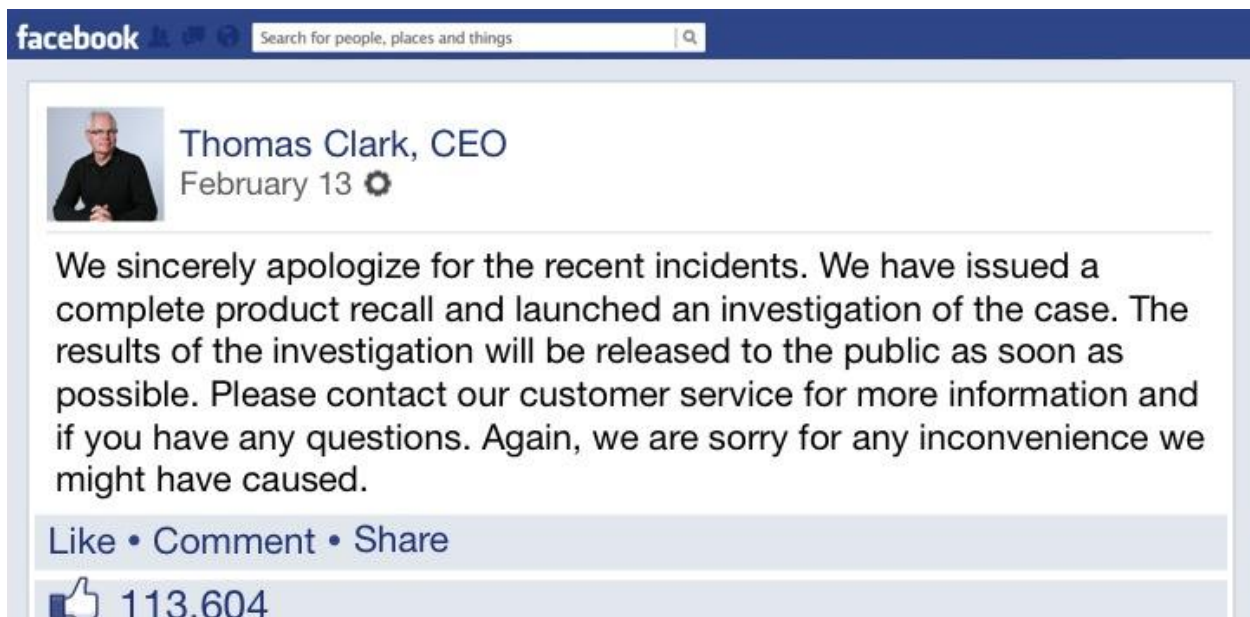 facebook
Search for people, places and things
Thomas Clark, CEO
February 13
We sincerely apologize for the recent incidents. We have issued a
complete product recall and launched an investigation of the case. The
results of the investigation will be released to the public as soon as
possible. Please contact our customer service for more information and
if you have any questions. Again, we are sorry for any inconvenience we
might have caused.
Like • Comment • Share
113,604